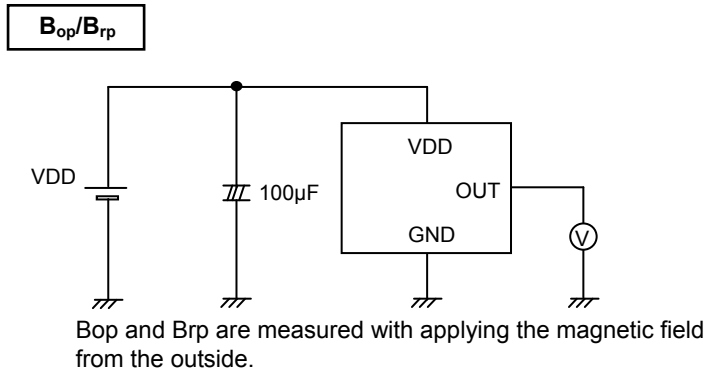 Bop/Brp
VDD
100μF
VDD
OUT
GND
V
Bop and Brp are measured with applying the magnetic field
from the outside.